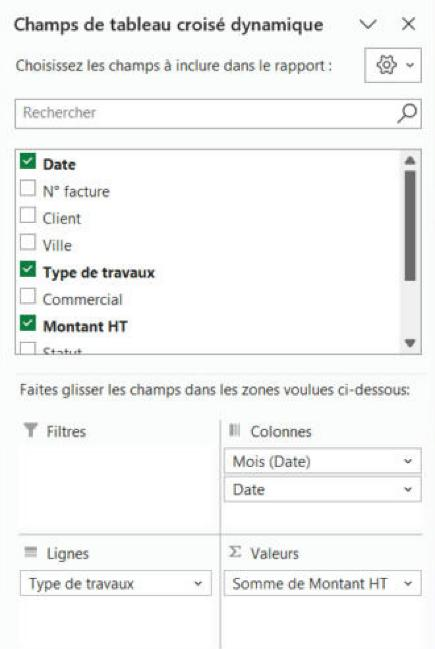 Champs de tableau croisé dynamique
Choisissez les champs à inclure dans le rapport :
Rechercher
Date
N° facture
Client
Ville
Type de travaux
Commercial
Montant HT
Statut
Faites glisser les champs dans les zones voulues ci-dessous:
Filtres
Colonnes
Mois (Date)
Date
Lignes
Σ Valeurs
Type de travaux
Somme de Montant HT